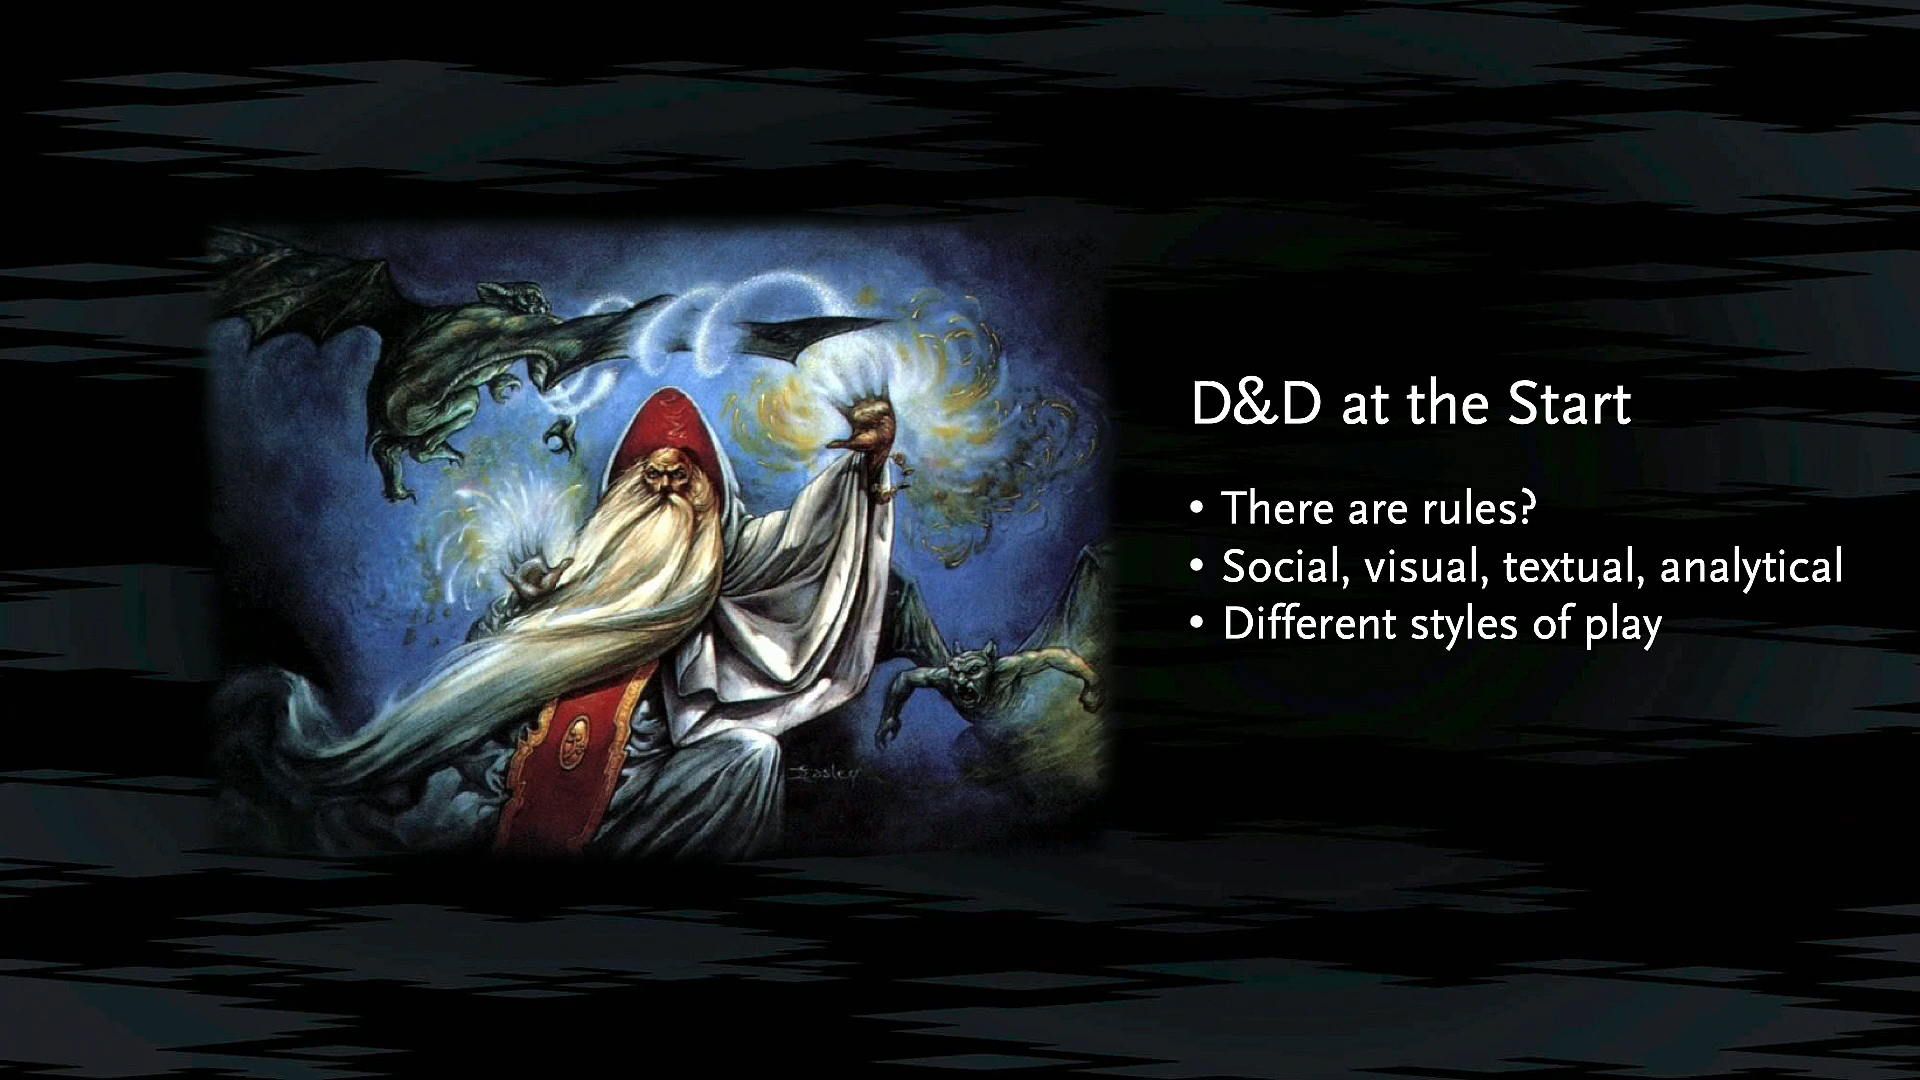 D&D at the Start
• There are rules?
• Social, visual, textual, analytical
• Different styles of play
Easley